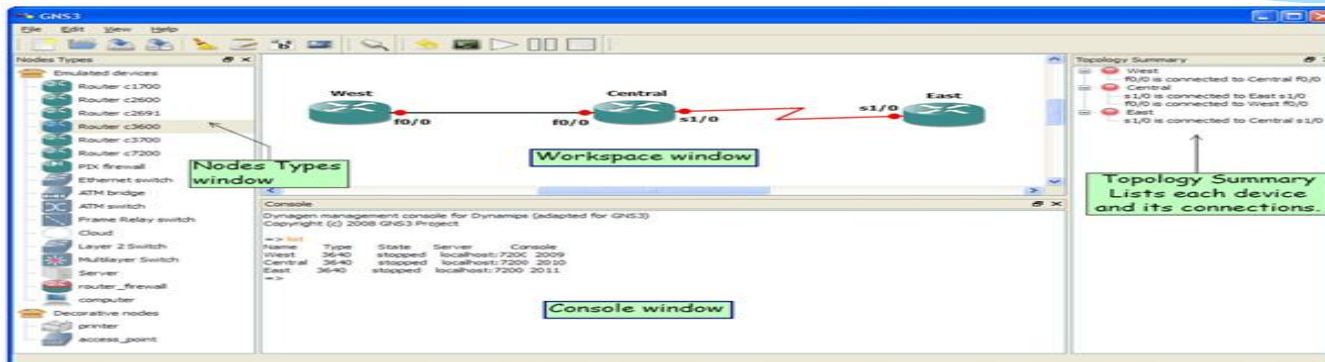 GNS3
File Edit View Help
Nodes Types
Emulated devices
Router c1700
Router c2600
Router c2691
Router c3600
Router c3700
Router c7200
PIX firewall
Ethernet switch
ATM bridge
ATM switch
Frame Relay switch
Cloud
Layer 2 Switch
Multilayer Switch
Server
router_firewall
computer
Decorative nodes
printer
access_point
Nodes Types
window
West
f0/0
Central
f0/0
s1/0
East
s1/0
Workspace window
Console
Dynagen management console for Dynamips (adapted for GNS3)
Copyright (c) 2008 GNS3 Project
=> list
Name Type State Server Console
West 3640 stopped localhost:7200 2009
Central 3640 stopped localhost:7200 2010
East 3640 stopped localhost:7200 2011
=>
Console window
Topology Summary
West
f0/0 is connected to Central f0/0
Central
s1/0 is connected to East s1/0
f0/0 is connected to West f0/0
East
s1/0 is connected to Central s1/0
Topology Summary
Lists each device
and its connections.